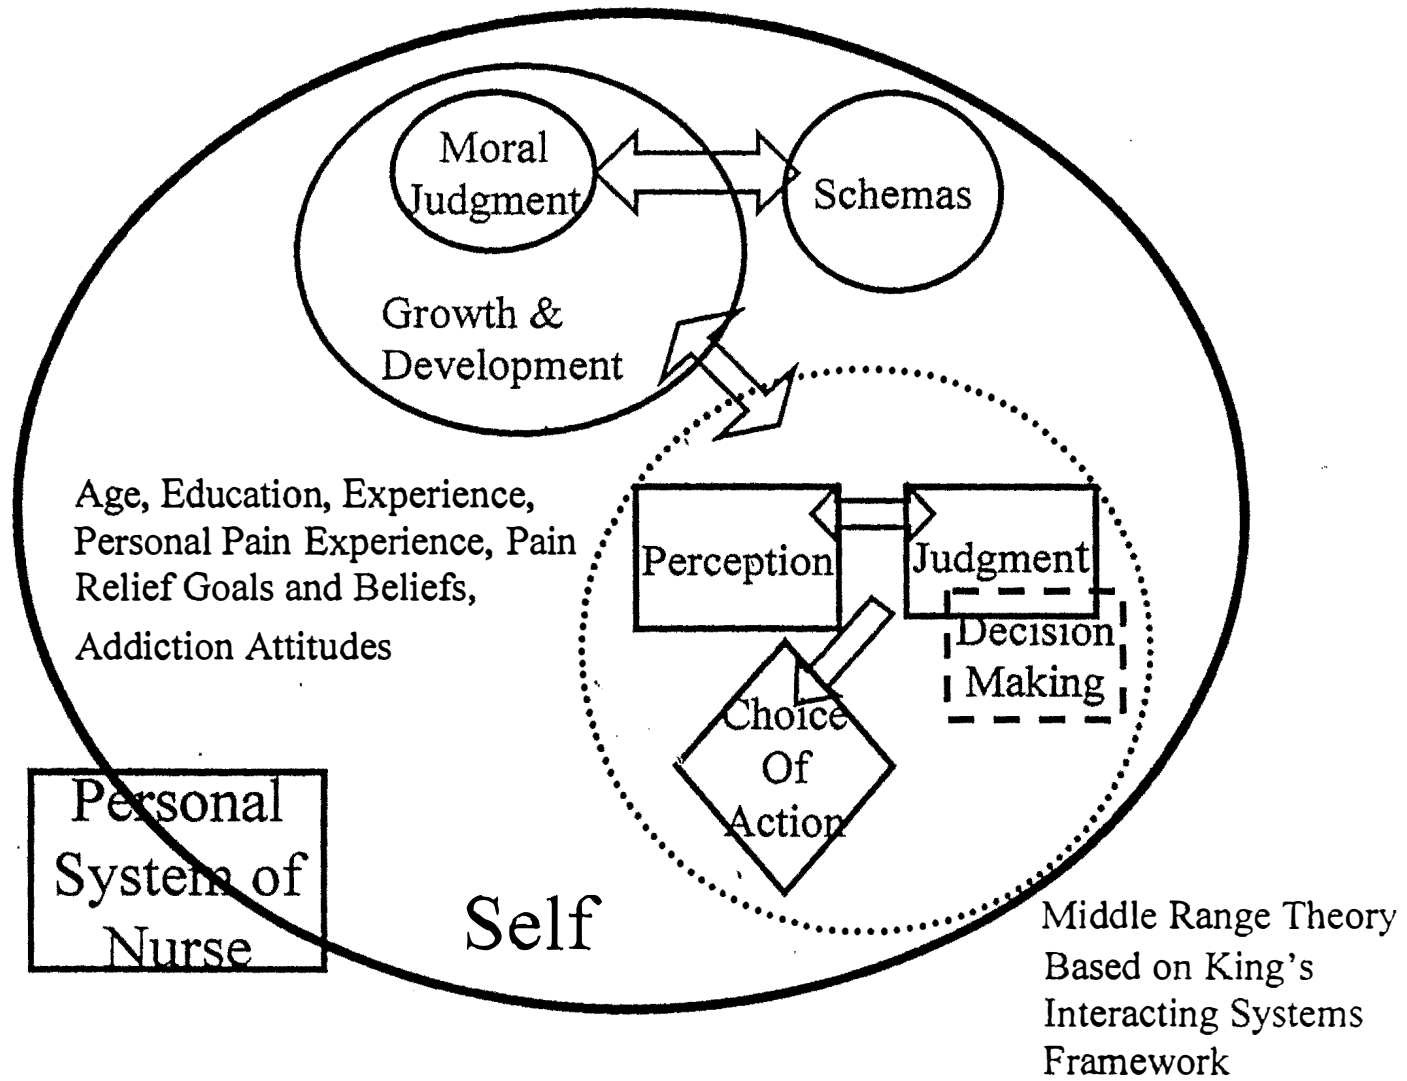 Moral
Judgment
Schemas
Growth &
Development
Age, Education, Experience,
Personal Pain Experience, Pain
Relief Goals and Beliefs,
Addiction Attitudes
Perception
Judgment
Decision
Making
Choice
Of
Action
Personal
System of
Nurse
Self
Middle Range Theory
Based on King's
Interacting Systems
Framework